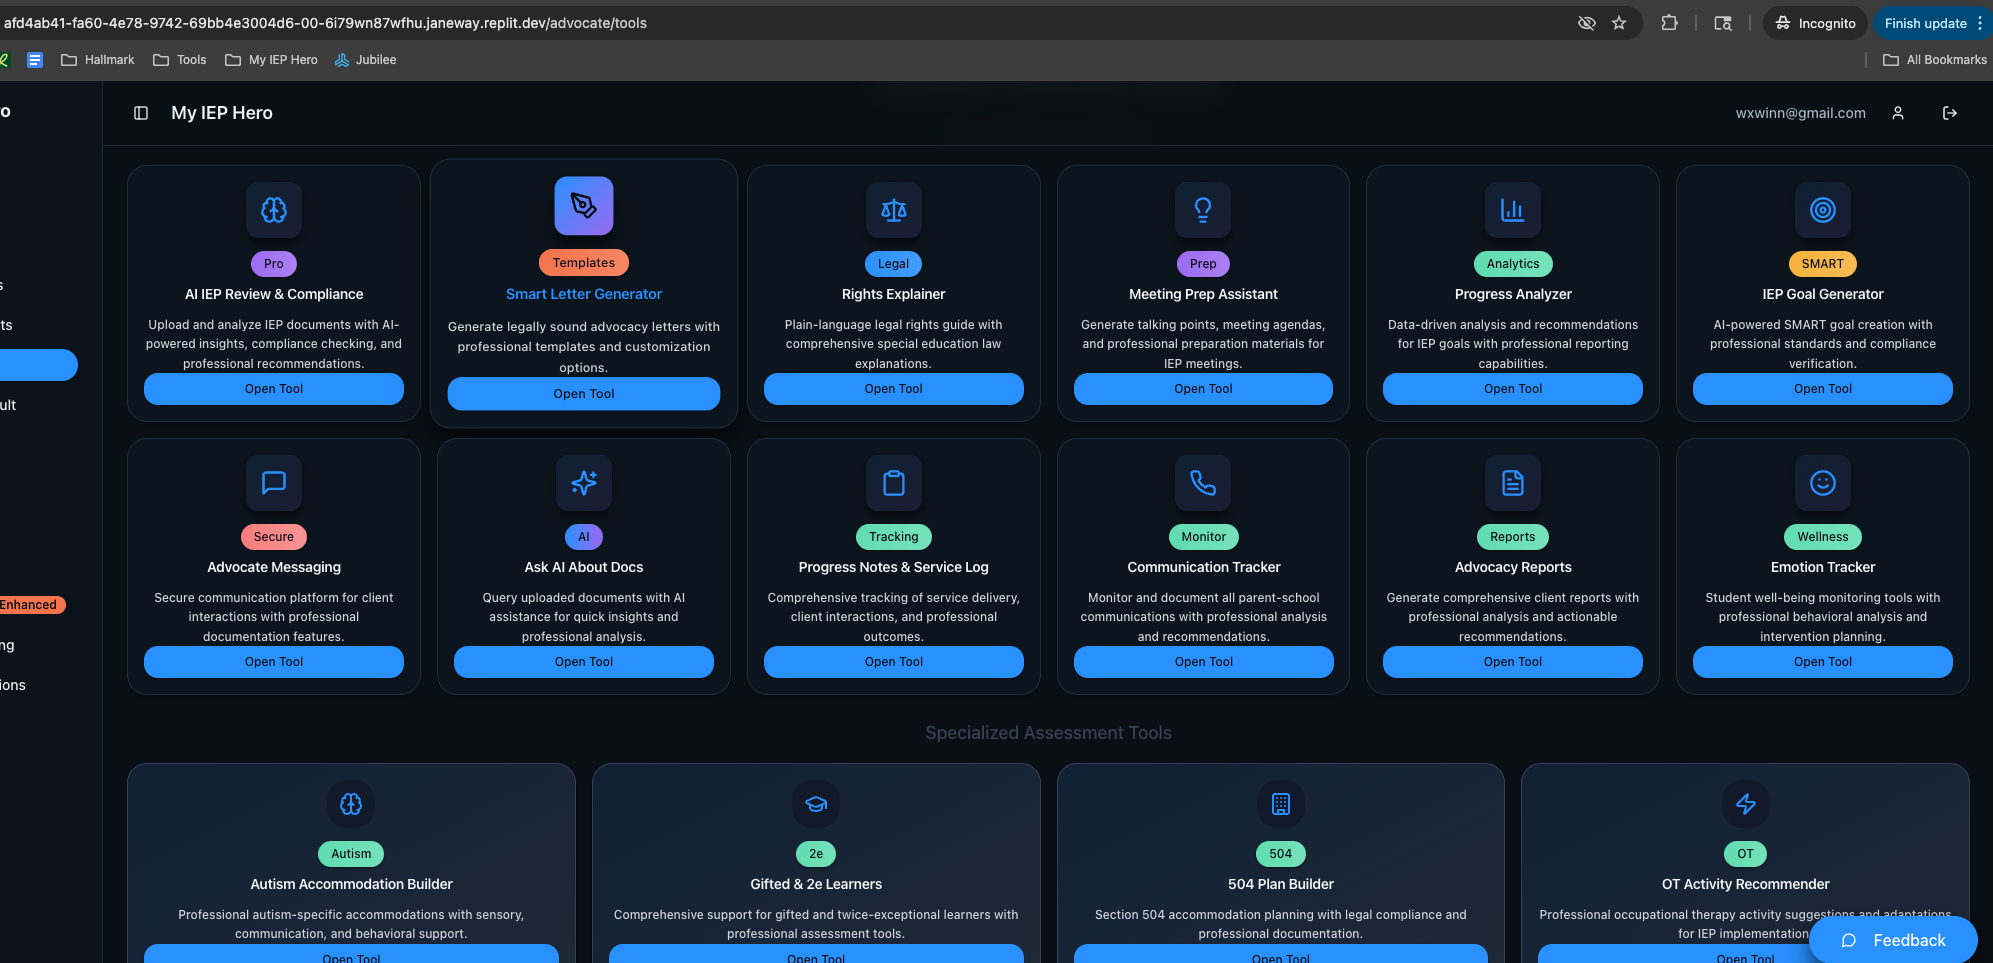 afd4ab41-fa60-4e78-9742-69bb4e3004d6-00-6i79wn87wfhu.janeway.replit.dev/advocate/tools
Incognito
Finish update
Hallmark
Tools
My IEP Hero
Jubilee
All Bookmarks
o
My IEP Hero
wxwinn@gmail.com
s
ts
ult
Enhanced
ng
ions
Pro
AI IEP Review & Compliance
Upload and analyze IEP documents with AI-
powered insights, compliance checking, and
professional recommendations.
Open Tool
Templates
Smart Letter Generator
Generate legally sound advocacy letters with
professional templates and customization
options.
Open Tool
Legal
Rights Explainer
Plain-language legal rights guide with
comprehensive special education law
explanations.
Open Tool
Prep
Meeting Prep Assistant
Generate talking points, meeting agendas,
and professional preparation materials for
IEP meetings.
Open Tool
Analytics
Progress Analyzer
Data-driven analysis and recommendations
for IEP goals with professional reporting
capabilities.
Open Tool
SMART
IEP Goal Generator
AI-powered SMART goal creation with
professional standards and compliance
verification.
Open Tool
Secure
Advocate Messaging
Secure communication platform for client
interactions with professional
documentation features.
Open Tool
AI
Ask AI About Docs
Query uploaded documents with AI
assistance for quick insights and
professional analysis.
Open Tool
Tracking
Progress Notes & Service Log
Comprehensive tracking of service delivery,
client interactions, and professional
outcomes.
Open Tool
Monitor
Communication Tracker
Monitor and document all parent-school
communications with professional analysis
and recommendations.
Open Tool
Reports
Advocacy Reports
Generate comprehensive client reports with
professional analysis and actionable
recommendations.
Open Tool
Wellness
Emotion Tracker
Student well-being monitoring tools with
professional behavioral analysis and
intervention planning.
Open Tool
Specialized Assessment Tools
Autism
Autism Accommodation Builder
Professional autism-specific accommodations with sensory,
communication, and behavioral support.
Open Tool
2e
Gifted & 2e Learners
Comprehensive support for gifted and twice-exceptional learners with
professional assessment tools.
Open Tool
504
504 Plan Builder
Section 504 accommodation planning with legal compliance and
professional documentation.
Open Tool
OT
OT Activity Recommender
Professional occupational therapy activity suggestions and adaptations
for IEP implementation
Open Tool
Feedback